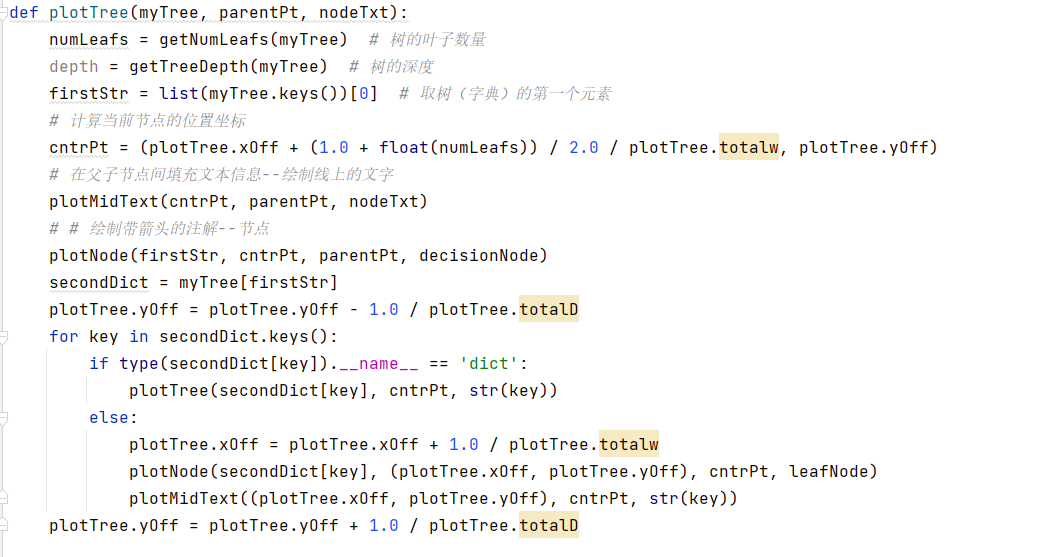 def plotTree(myTree, parentPt, nodeTxt):
    numLeafs = getNumLeafs(myTree)  # 树的叶子数量
    depth = getTreeDepth(myTree)  # 树的深度
    firstStr = list(myTree.keys())[0]  # 取树（字典）的第一个元素
    # 计算当前节点的位置坐标
    cntrPt = (plotTree.xOff + (1.0 + float(numLeafs)) / 2.0 / plotTree.totalw, plotTree.yOff)
    # 在父子节点问填充文本信息--绘制线上的文字
    plotMidText(cntrPt, parentPt, nodeTxt)
    # # 绘制带箭头的注解--节点
    plotNode(firstStr, cntrPt, parentPt, decisionNode)
    secondDict = myTree[firstStr]
    plotTree.yOff = plotTree.yOff - 1.0 / plotTree.totalD
    for key in secondDict.keys():
        if type(secondDict[key]).__name__ == 'dict':
            plotTree(secondDict[key], cntrPt, str(key))
        else:
            plotTree.xOff = plotTree.xOff + 1.0 / plotTree.totalw
            plotNode(secondDict[key], (plotTree.xOff, plotTree.yOff), cntrPt, leafNode)
            plotMidText((plotTree.xOff, plotTree.yOff), cntrPt, str(key))
    plotTree.yOff = plotTree.yOff + 1.0 / plotTree.totalD